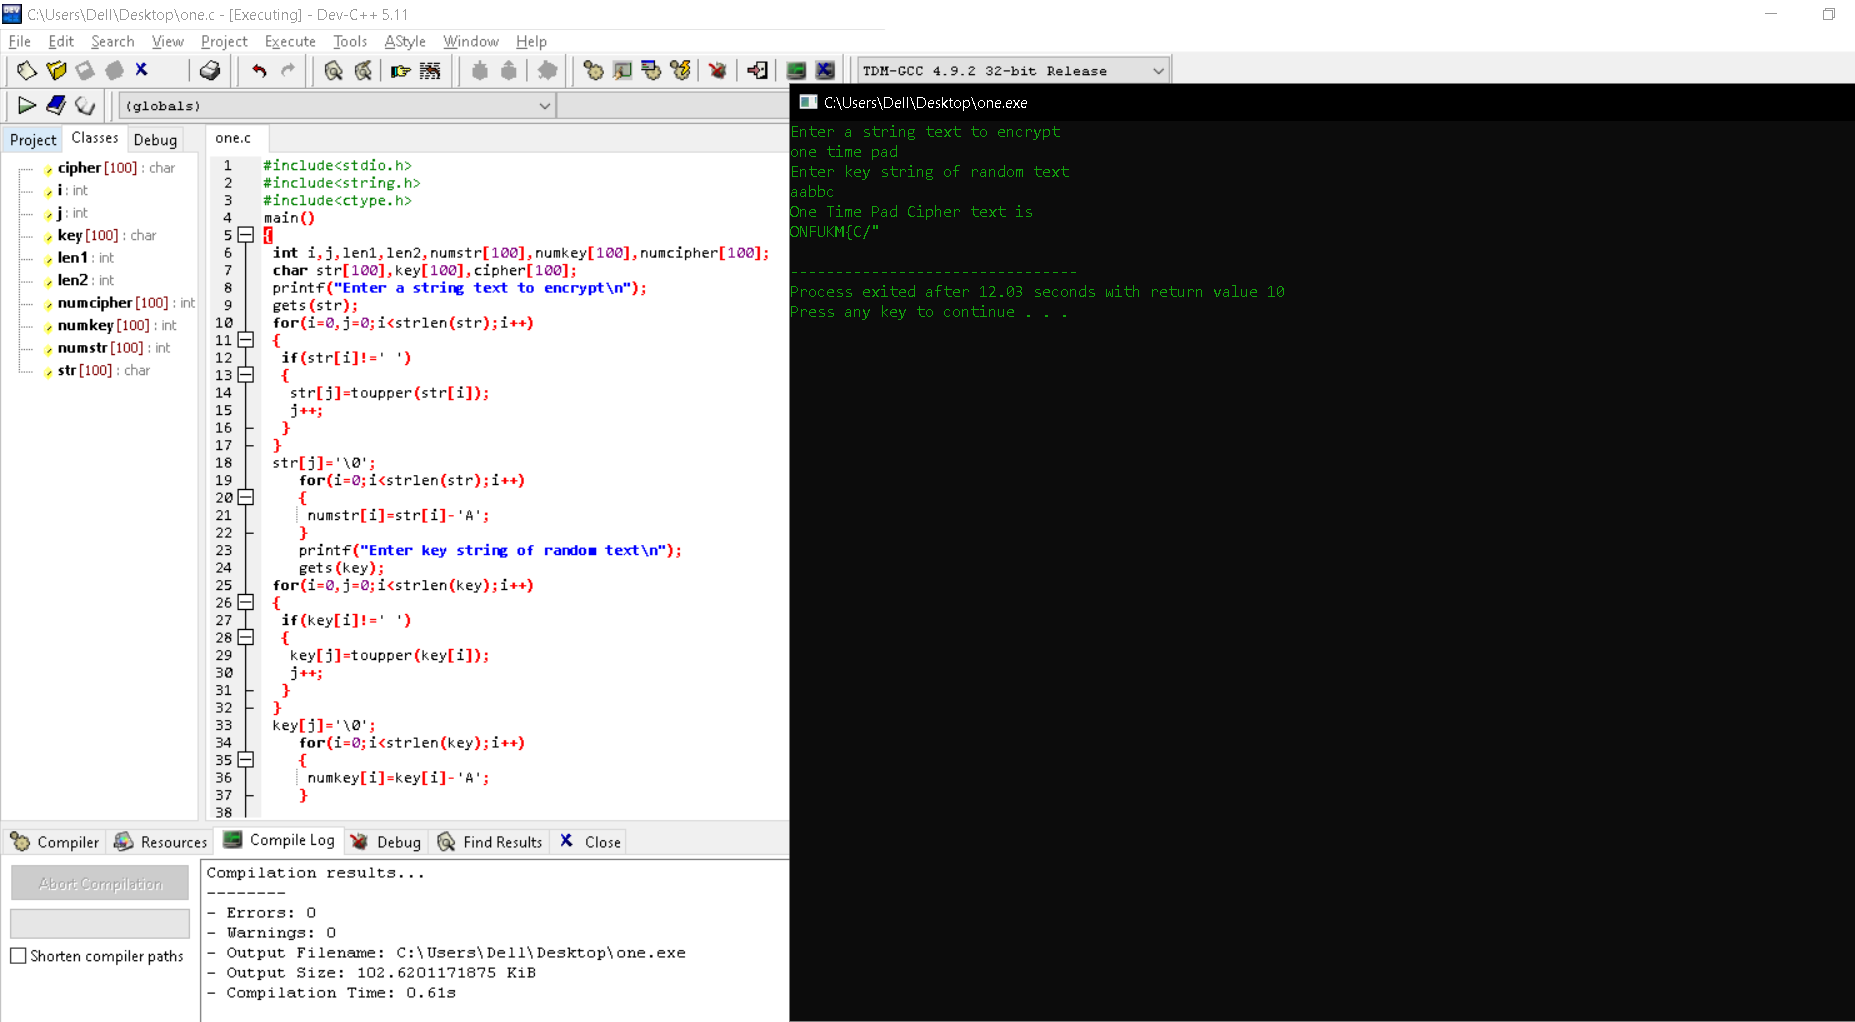 C:\Users\Dell\Desktop\one.c - [Executing] - Dev-C++ 5.11
File Edit Search View Project Execute Tools AStyle Window Help
TDM-GCC 4.9.2 32-bit Release
(globals)
Project Classes Debug
cipher [100] : char
i : int
j : int
key [100] : char
len1 : int
len2 : int
numcipher [100] : int
numkey [100] : int
numstr [100] : int
str [100] : char
one.c
1 #include<stdio.h>
2 #include<string.h>
3 #include<ctype.h>
4 main()
5 {
6 int i,j,len1,len2,numstr[100],numkey[100],numcipher[100];
7 char str[100],key[100],cipher[100];
8 printf("Enter a string text to encrypt\n");
9 gets(str);
10 for(i=0,j=0;i<strlen(str);i++)
11 {
12 if(str[i]!=' ')
13 {
14 str[j]=toupper(str[i]);
15 j++;
16 }
17 }
18 str[j]='\0';
19 for(i=0;i<strlen(str);i++)
20 {
21 numstr[i]=str[i]-'A';
22 }
23 printf("Enter key string of random text\n");
24 gets(key);
25 for(i=0,j=0;i<strlen(key);i++)
26 {
27 if(key[i]!=' ')
28 {
29 key[j]=toupper(key[i]);
30 j++;
31 }
32 }
33 key[j]='\0';
34 for(i=0;i<strlen(key);i++)
35 {
36 numkey[i]=key[i]-'A';
37 }
38
C:\Users\Dell\Desktop\one.exe
Enter a string text to encrypt
one time pad
Enter key string of random text
aabbc
One Time Pad Cipher text is
ONFUKM{C/"
--------------------------------
Process exited after 12.03 seconds with return value 10
Press any key to continue . . .
Compiler Resources Compile Log Debug Find Results Close
Abort Compilation
Shorten compiler paths
Compilation results...
--------
- Errors: 0
- Warnings: 0
- Output Filename: C:\Users\Dell\Desktop\one.exe
- Output Size: 102.6201171875 KiB
- Compilation Time: 0.61s